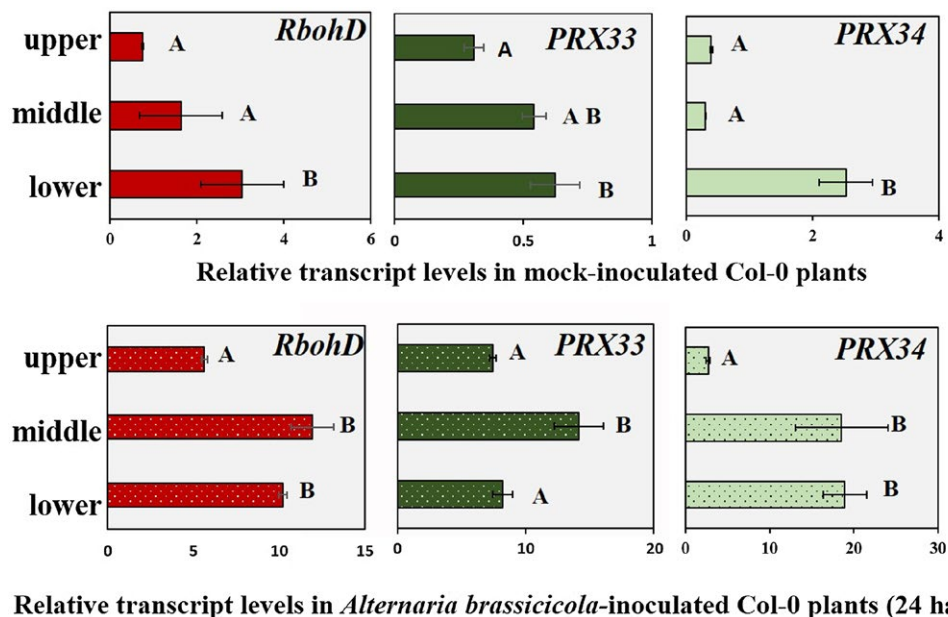 RbohD
PRX33
PRX34
upper
A
A
A
middle
A
A B
A
lower
B
B
B
0 2 4 6
0 0.5 1
0 2 4
Relative transcript levels in mock-inoculated Col-0 plants
RbohD
PRX33
PRX34
upper
A
A
A
middle
B
B
B
lower
B
A
B
0 5 10 15
0 10 20
0 10 20 30
Relative transcript levels in Alternaria brassicicola-inoculated Col-0 plants (24 ha